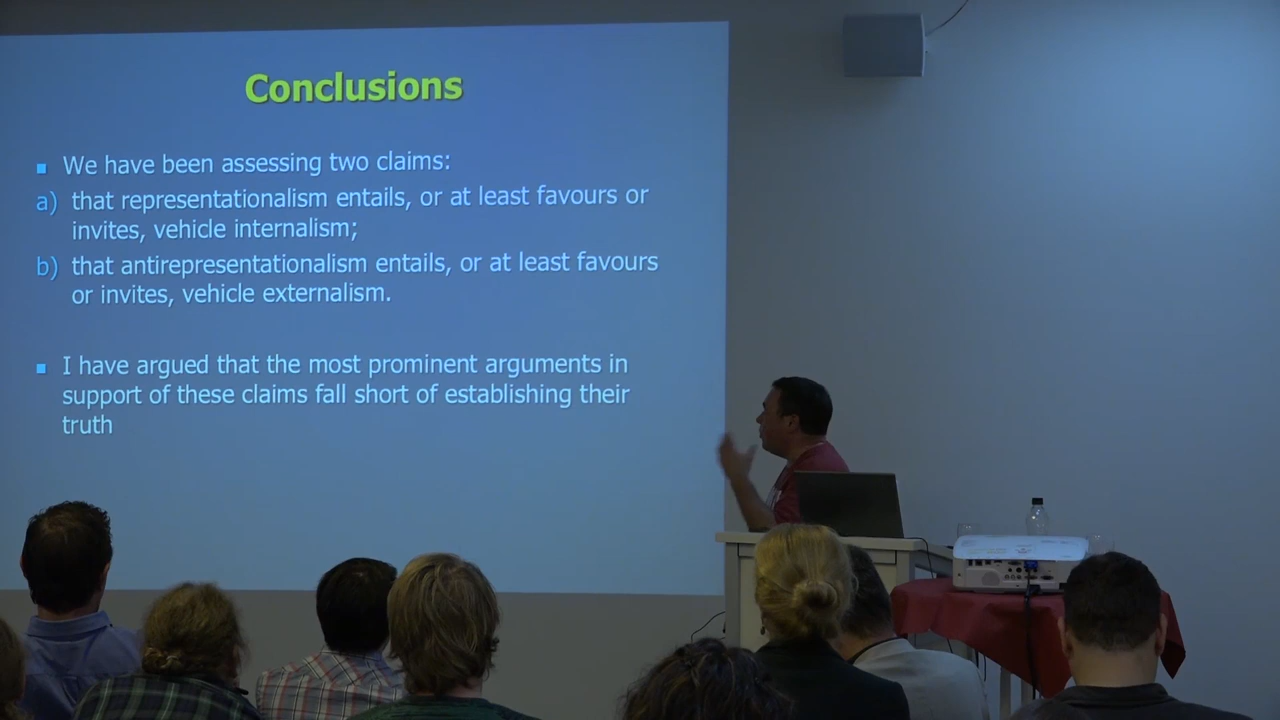 Conclusions
We have been assessing two claims:
a) that representationalism entails, or at least favours or
invites, vehicle internalism;
b) that antirepresentationalism entails, or at least favours
or invites, vehicle externalism.
I have argued that the most prominent arguments in
support of these claims fall short of establishing their
truth